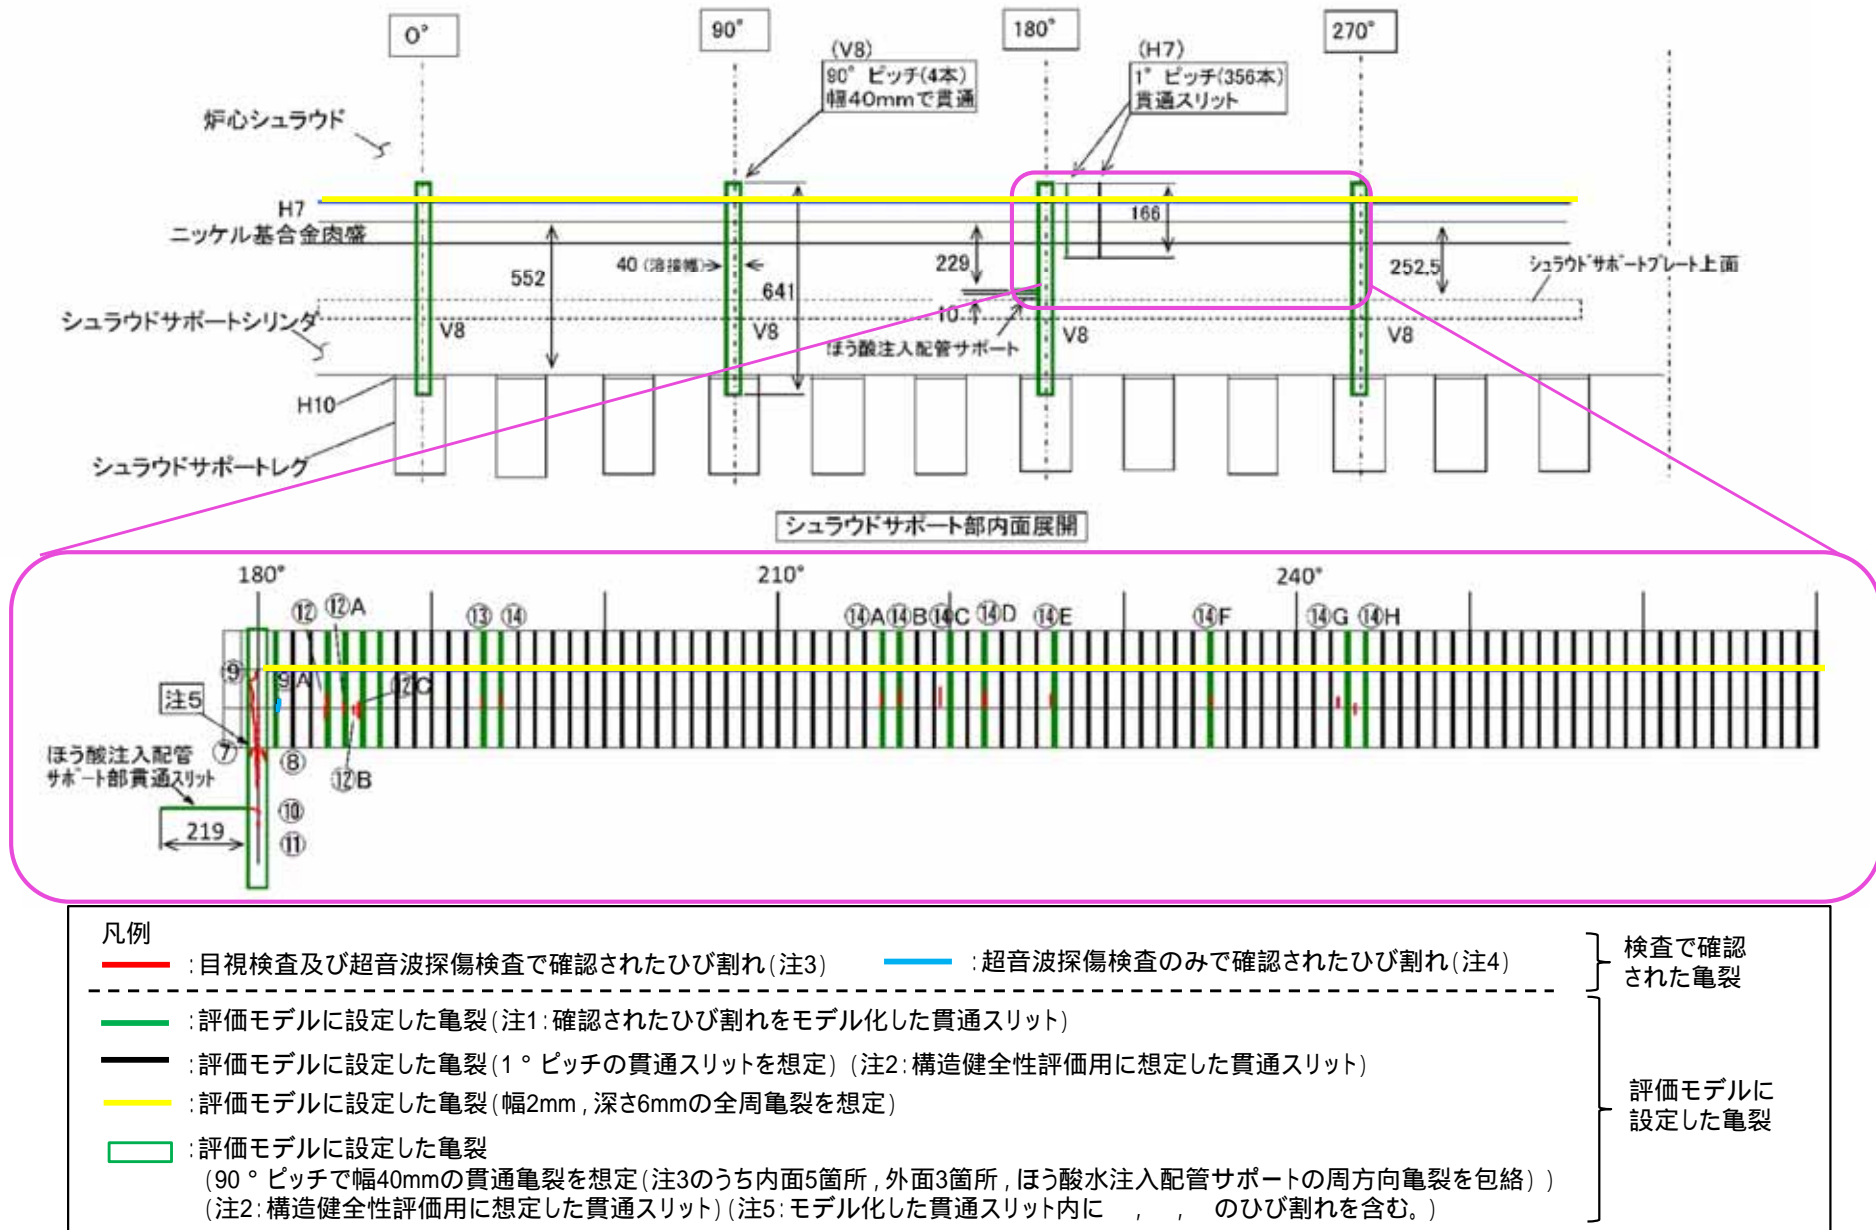 0°
90°
180°
270°
(V8)
90° ピッチ(4本)
幅40mmで貫通
(H7)
1° ピッチ(356本)
貫通スリット
炉心シュラウド
H7
ニッケル基合金肉盛
166
552
40 (溶接幅)
641
229
252.5
シュラウドサポートプレート上面
10
シュラウドサポートシリンダ
V8
V8
V8
V8
ほう酸注入配管サポート
H10
シュラウドサポートレグ
シュラウドサポート部内面展開
180°
210°
240°
⑫
⑫A
⑬
⑭
⑭A
⑭B
⑭C
⑭D
⑭E
⑭F
⑭G
⑭H
⑨
⑨A
⑫C
注5
⑦
⑧
⑫B
ほう酸注入配管
サポート部貫通スリット
⑩
219
⑪
凡例
:目視検査及び超音波探傷検査で確認されたひび割れ(注3)
:超音波探傷検査のみで確認されたひび割れ(注4)
検査で確認
された亀裂
:評価モデルに設定した亀裂(注1:確認されたひび割れをモデル化した貫通スリット)
:評価モデルに設定した亀裂(1°ピッチの貫通スリットを想定) (注2:構造健全性評価用に想定した貫通スリット)
:評価モデルに設定した亀裂(幅2mm,深さ6mmの全周亀裂を想定)
評価モデルに
設定した亀裂
:評価モデルに設定した亀裂
(90°ピッチで幅40mmの貫通亀裂を想定(注3のうち内面5箇所,外面3箇所,ほう酸水注入配管サポートの周方向亀裂を包絡))
(注2:構造健全性評価用に想定した貫通スリット)(注5:モデル化した貫通スリット内に , , のひび割れを含む。)